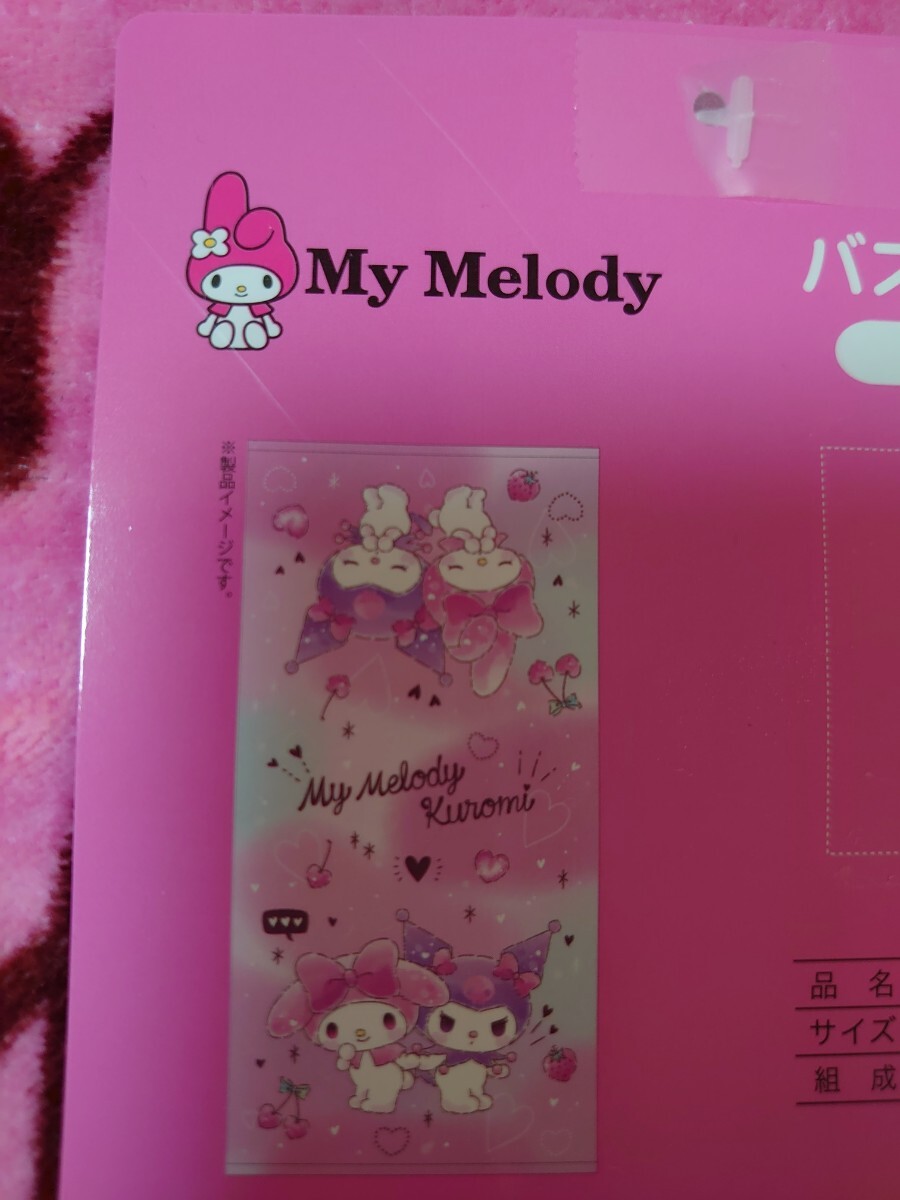 My Melody
バス
※製品イメージです。
My Melody
Kuromi
品 名
サイズ
組 成